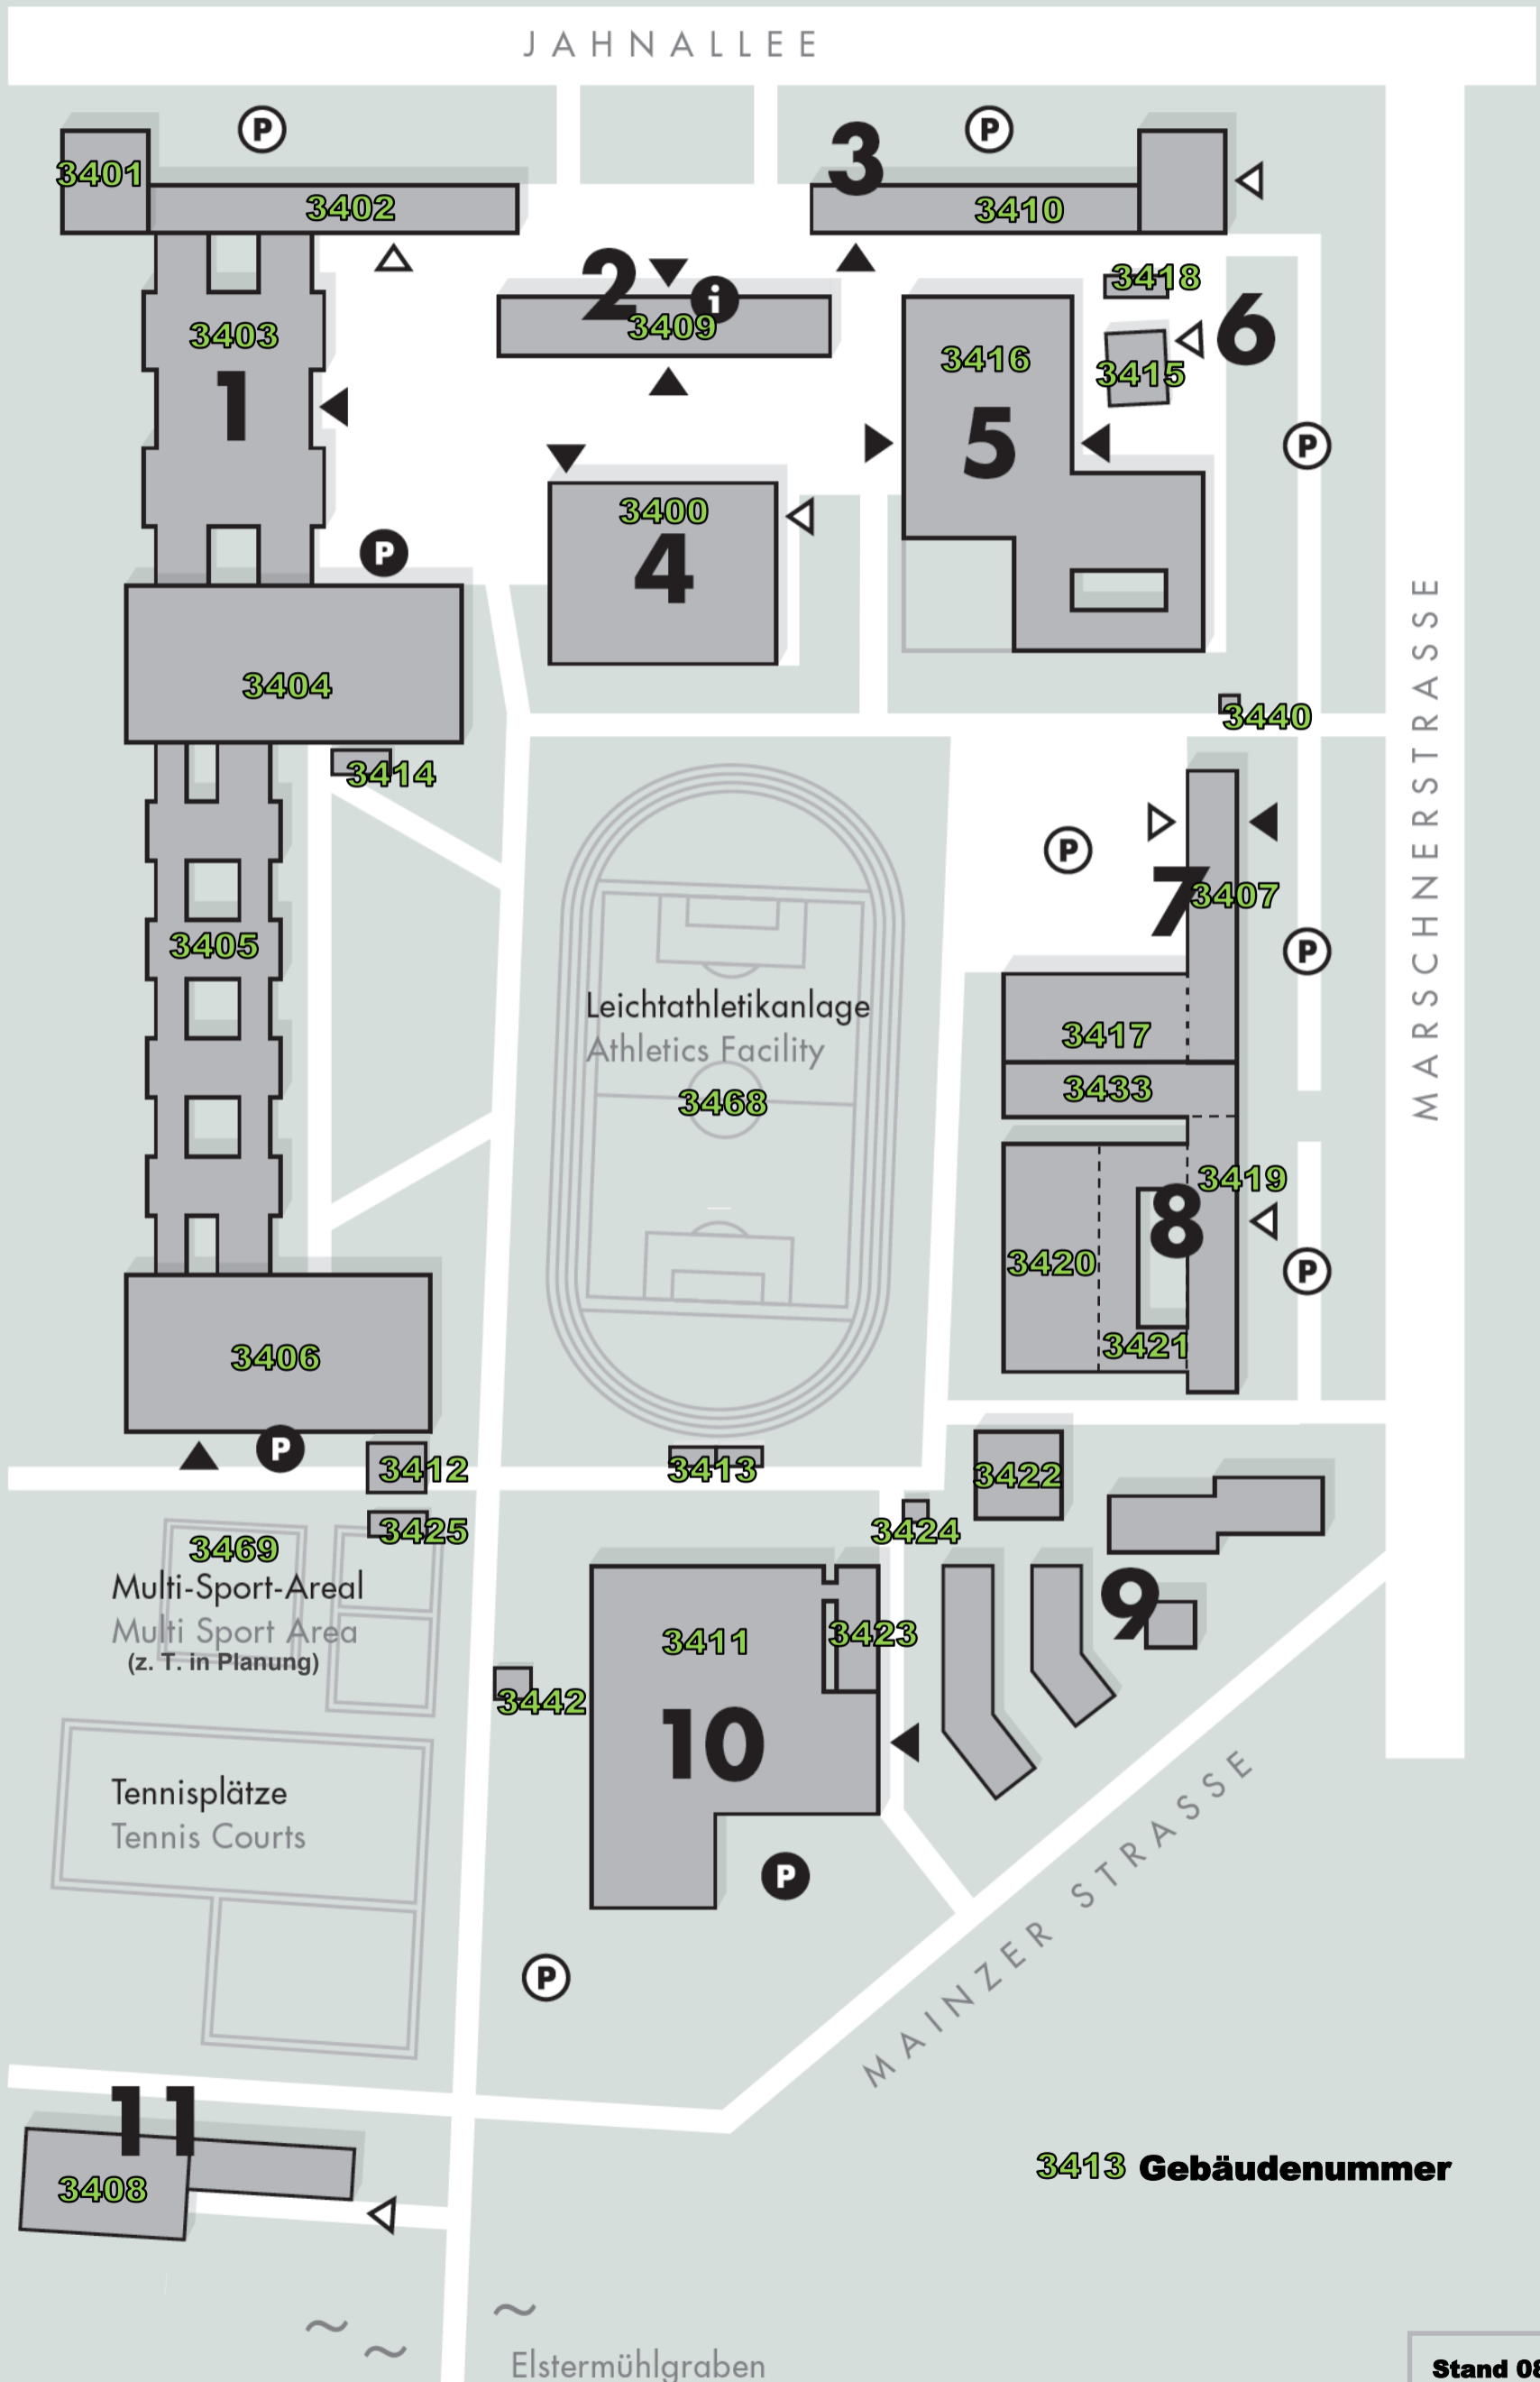 JAHNALLEE
P
P
3
3401
3402
3410
2
i
3418
3403
3409
6
3416
3415
1
5
P
3400
P
4
MARSCHNERSTRASSE
3404
3440
3414
P
7
3407
3405
P
Leichtathletikanlage
Athletics Facility
3417
3468
3433
3419
8
3420
P
3421
3406
P
3412
3413
3422
3425
3424
3469
Multi-Sport-Areal
Multi Sport Area
(z. T. in Planung)
9
3411
3423
3442
10
Tennisplätze
Tennis Courts
P
MAINZER STRASSE
P
11
3408
3413 Gebäudenummer
Elstermühlgraben
Stand 08